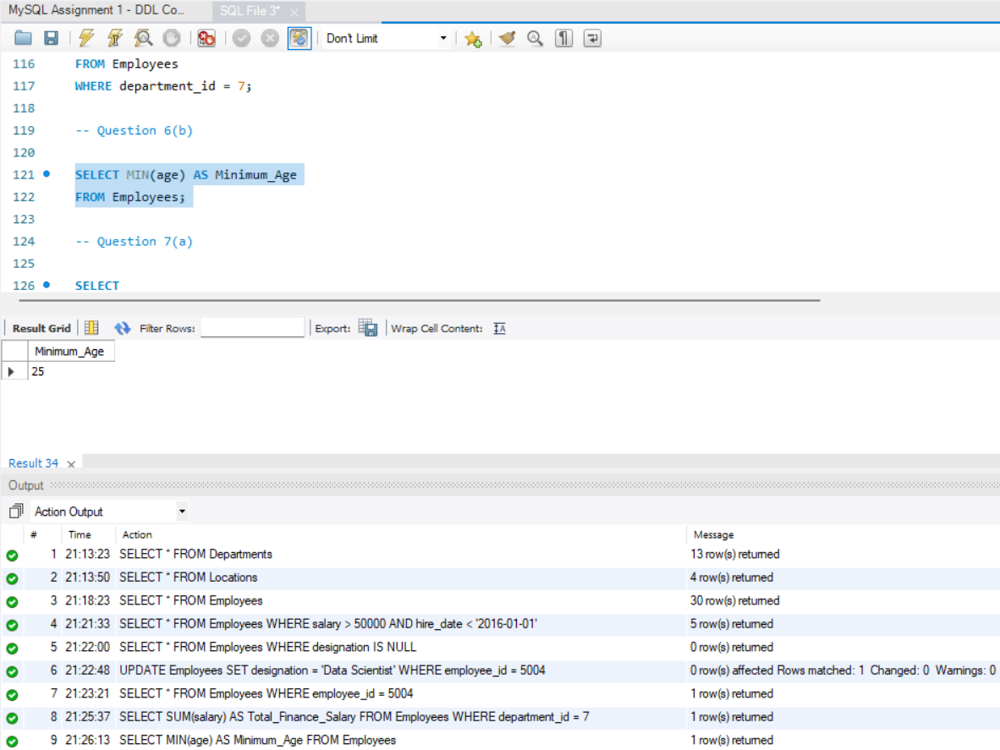 MySQL Assignment 1 - DDL Co...
SQL File 3*
Don't Limit
116 FROM Employees
117 WHERE department_id = 7;
118
119 -- Question 6(b)
120
121 SELECT MIN(age) AS Minimum_Age
122 FROM Employees;
123
124 -- Question 7(a)
125
126 SELECT
Result Grid Filter Rows: Export: Wrap Cell Content:
Minimum_Age
25
Result 34
Output
Action Output
# Time Action Message
1 21:13:23 SELECT * FROM Departments 13 row(s) returned
2 21:13:50 SELECT * FROM Locations 4 row(s) returned
3 21:18:23 SELECT * FROM Employees 30 row(s) returned
4 21:21:33 SELECT * FROM Employees WHERE salary > 50000 AND hire_date < '2016-01-01' 5 row(s) returned
5 21:22:00 SELECT * FROM Employees WHERE designation IS NULL 0 row(s) returned
6 21:22:48 UPDATE Employees SET designation = 'Data Scientist' WHERE employee_id = 5004 0 row(s) affected Rows matched: 1 Changed: 0 Warnings: 0
7 21:23:21 SELECT * FROM Employees WHERE employee_id = 5004 1 row(s) returned
8 21:25:37 SELECT SUM(salary) AS Total_Finance_Salary FROM Employees WHERE department_id = 7 1 row(s) returned
9 21:26:13 SELECT MIN(age) AS Minimum_Age FROM Employees 1 row(s) returned